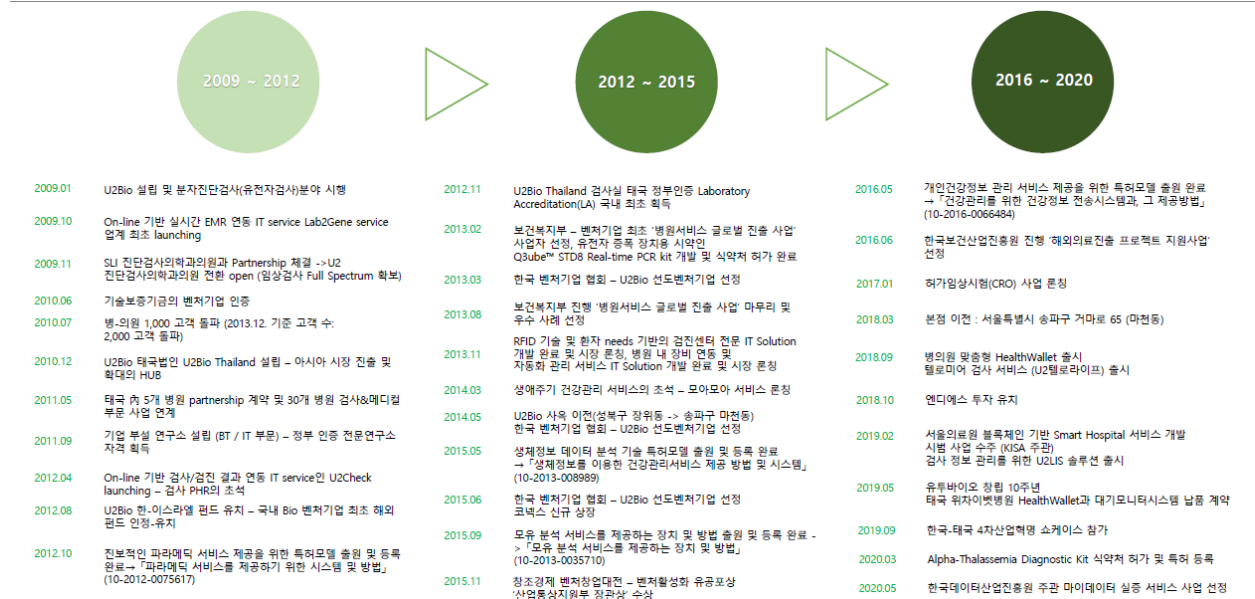 2009 ~ 2012
2012 ~ 2015
2016 ~ 2020
2009.01 U2Bio 설립 및 분자진단검사(유전자검사)분야 시행
2009.10 On-line 기반 실시간 EMR 연동 IT service Lab2Gene service
업계 최초 launching
2009.11 SLI 진단검사의학과의원과 Partnership 체결 ->U2
진단검사의학과의원 전환 open (임상검사 Full Spectrum 확보)
2010.06 기술보증기금의 벤처기업 인증
2010.07 병-의원 1,000 고객 돌파 (2013.12. 기준 고객 수:
2,000 고객 돌파)
2010.12 U2Bio 태국법인 U2Bio Thailand 설립 – 아시아 시장 진출 및
확대의 HUB
2011.05 태국 內 5개 병원 partnership 계약 및 30개 병원 검사&메디컬
부문 사업 연계
2011.09 기업 부설 연구소 설립 (BT / IT 부문) – 정부 인증 전문연구소
자격 획득
2012.04 On-line 기반 검사/검진 결과 연동 IT service인 U2Check
launching – 검사 PHR의 초석
2012.08 U2Bio 한-이스라엘 펀드 유치 – 국내 Bio 벤처기업 최초 해외
펀드 인정-유치
2012.10 진보적인 파라메딕 서비스 제공을 위한 특허모델 출원 및 등록
완료→「파라메딕 서비스를 제공하기 위한 시스템 및 방법」
(10-2012-0075617)
2012.11 U2Bio Thailand 검사실 태국 정부인증 Laboratory
Accreditation(LA) 국내 최초 획득
2013.02 보건복지부 – 벤처기업 최초 '병원서비스 글로벌 진출 사업'
사업자 선정, 유전자 증폭 장치용 시약인
Q3ube™ STD8 Real-time PCR kit 개발 및 식약처 허가 완료
2013.03 한국 벤처기업 협회 – U2Bio 선도벤처기업 선정
2013.08 보건복지부 진행 '병원서비스 글로벌 진출 사업' 마무리 및
우수 사례 선정
2013.11 RFID 기술 및 환자 needs 기반의 검진센터 전문 IT Solution
개발 완료 및 시장 론칭, 병원 내 장비 연동 및
자동화 관리 서비스 IT Solution 개발 완료 및 시장 론칭
2014.03 생애주기 건강관리 서비스의 초석 – 모아모아 서비스 론칭
2014.05 U2Bio 사옥 이전(성북구 장위동 -> 송파구 마천동)
한국 벤처기업 협회 – U2Bio 선도벤처기업 선정
2015.05 생체정보 데이터 분석 기술 특허모델 출원 및 등록 완료
→「생체정보를 이용한 건강관리서비스 제공 방법 및 시스템」
(10-2013-008989)
2015.06 한국 벤처기업 협회 – U2Bio 선도벤처기업 선정
코넥스 신규 상장
2015.09 모유 분석 서비스를 제공하는 장치 및 방법 출원 및 등록 완료 -
>「모유 분석 서비스를 제공하는 장치 및 방법」
(10-2013-0035710)
2015.11 창조경제 벤처창업대전 – 벤처활성화 유공포상
'산업통상지원부 장관상' 수상
2016.05 개인건강정보 관리 서비스 제공을 위한 특허모델 출원 완료
→「건강관리를 위한 건강정보 전송시스템과, 그 제공방법」
(10-2016-0066484)
2016.06 한국보건산업진흥원 진행 '해외의료진출 프로젝트 지원사업'
선정
2017.01 허가임상시험(CRO) 사업 론칭
2018.03 본점 이전 : 서울특별시 송파구 거마로 65 (마천동)
2018.09 병의원 맞춤형 HealthWallet 출시
텔로미어 검사 서비스 (U2텔로라이프) 출시
2018.10 엔디에스 투자 유치
2019.02 서울의료원 블록체인 기반 Smart Hospital 서비스 개발
시범 사업 수주 (KISA 주관)
검사 정보 관리를 위한 U2LIS 솔루션 출시
2019.05 유투바이오 창립 10주년
태국 위차이벳병원 HealthWallet과 대기모니터시스템 납품 계약
2019.09 한국-태국 4차산업혁명 쇼케이스 참가
2020.03 Alpha-Thalassemia Diagnostic Kit 식약처 허가 및 특허 등록
2020.05 한국데이터산업진흥원 주관 마이데이터 실증 서비스 사업 선정